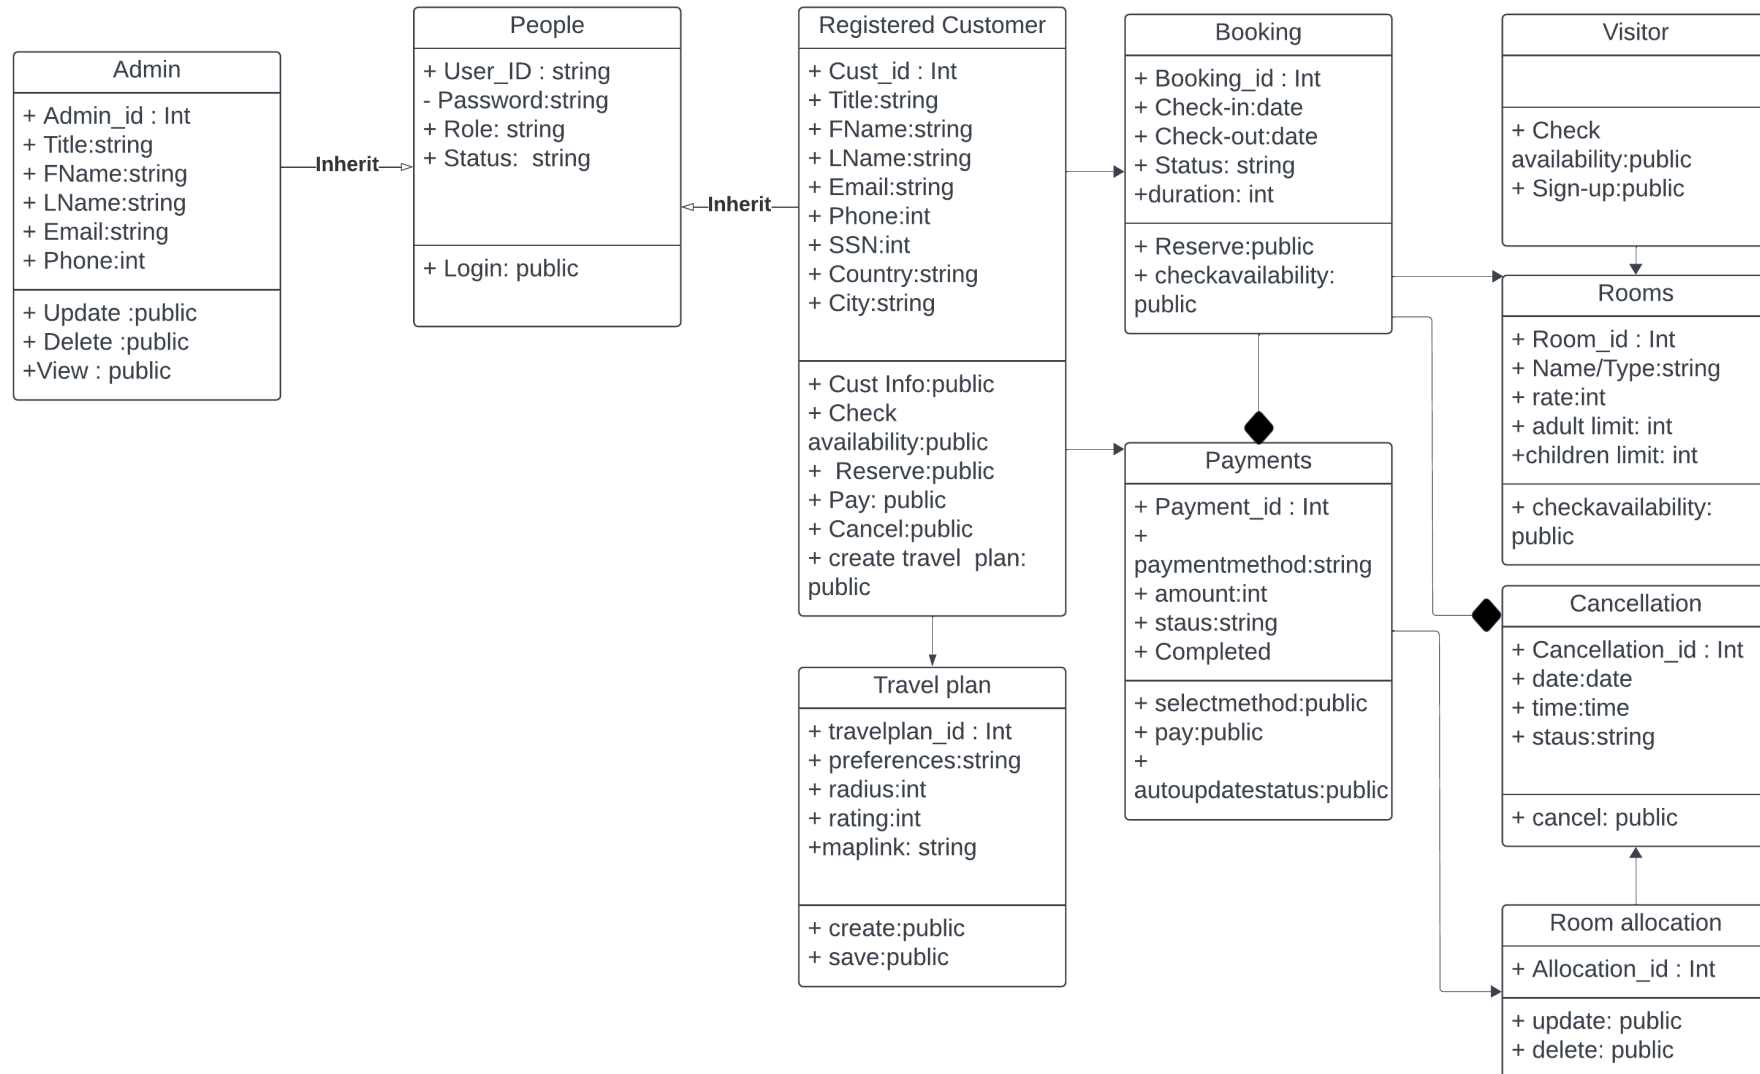 Admin
+ Admin_id : Int
+ Title:string
+ FName:string
+ LName:string
+ Email:string
+ Phone:int
+ Update :public
+ Delete :public
+View : public
Inherit
People
+ User_ID : string
- Password:string
+ Role: string
+ Status:  string
+ Login: public
Inherit
Registered Customer
+ Cust_id : Int
+ Title:string
+ FName:string
+ LName:string
+ Email:string
+ Phone:int
+ SSN:int
+ Country:string
+ City:string
+ Cust Info:public
+ Check
availability:public
+  Reserve:public
+ Pay: public
+ Cancel:public
+ create travel  plan:
public
Travel plan
+ travelplan_id : Int
+ preferences:string
+ radius:int
+ rating:int
+maplink: string
+ create:public
+ save:public
Booking
+ Booking_id : Int
+ Check-in:date
+ Check-out:date
+ Status: string
+duration: int
+ Reserve:public
+ checkavailability:
public
Payments
+ Payment_id : Int
+
paymentmethod:string
+ amount:int
+ staus:string
+ Completed
+ selectmethod:public
+ pay:public
+
autoupdatestatus:public
Visitor
+ Check
availability:public
+ Sign-up:public
Rooms
+ Room_id : Int
+ Name/Type:string
+ rate:int
+ adult limit: int
+children limit: int
+ checkavailability:
public
Cancellation
+ Cancellation_id : Int
+ date:date
+ time:time
+ staus:string
+ cancel: public
Room allocation
+ Allocation_id : Int
+ update: public
+ delete: public